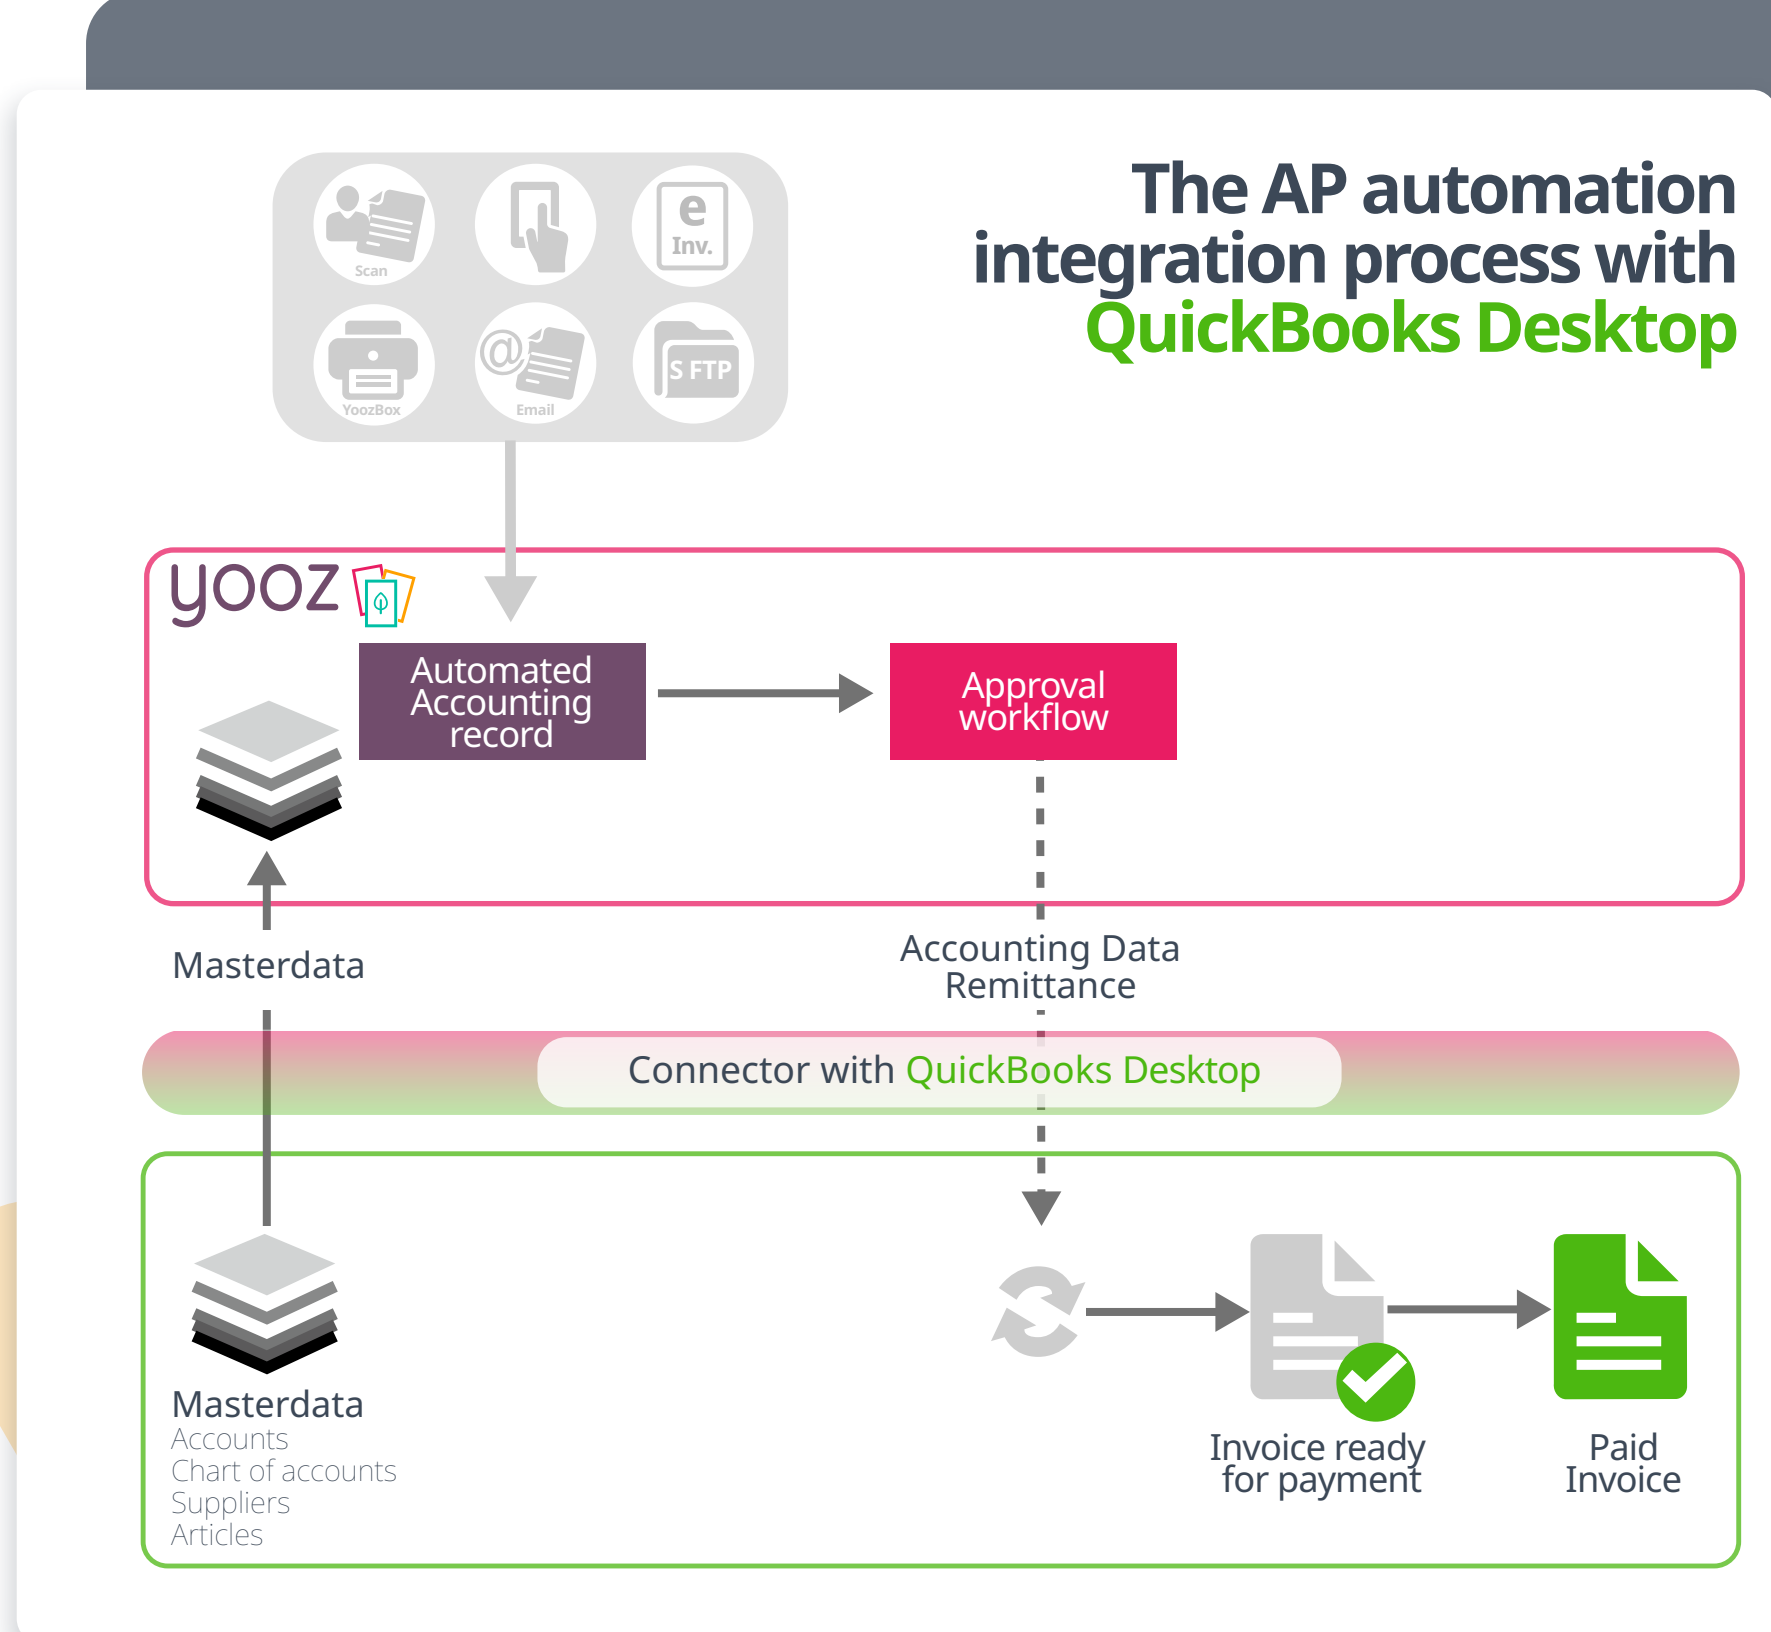 The AP automation
integration process with
QuickBooks Desktop
Scan
e
Inv.
YoozBox
@
Email
S FTP
yooz
Automated
Accounting
record
Approval
workflow
Masterdata
Accounting Data
Remittance
Connector with QuickBooks Desktop
Masterdata
Accounts
Chart of accounts
Suppliers
Articles
Invoice ready
for payment
Paid
Invoice